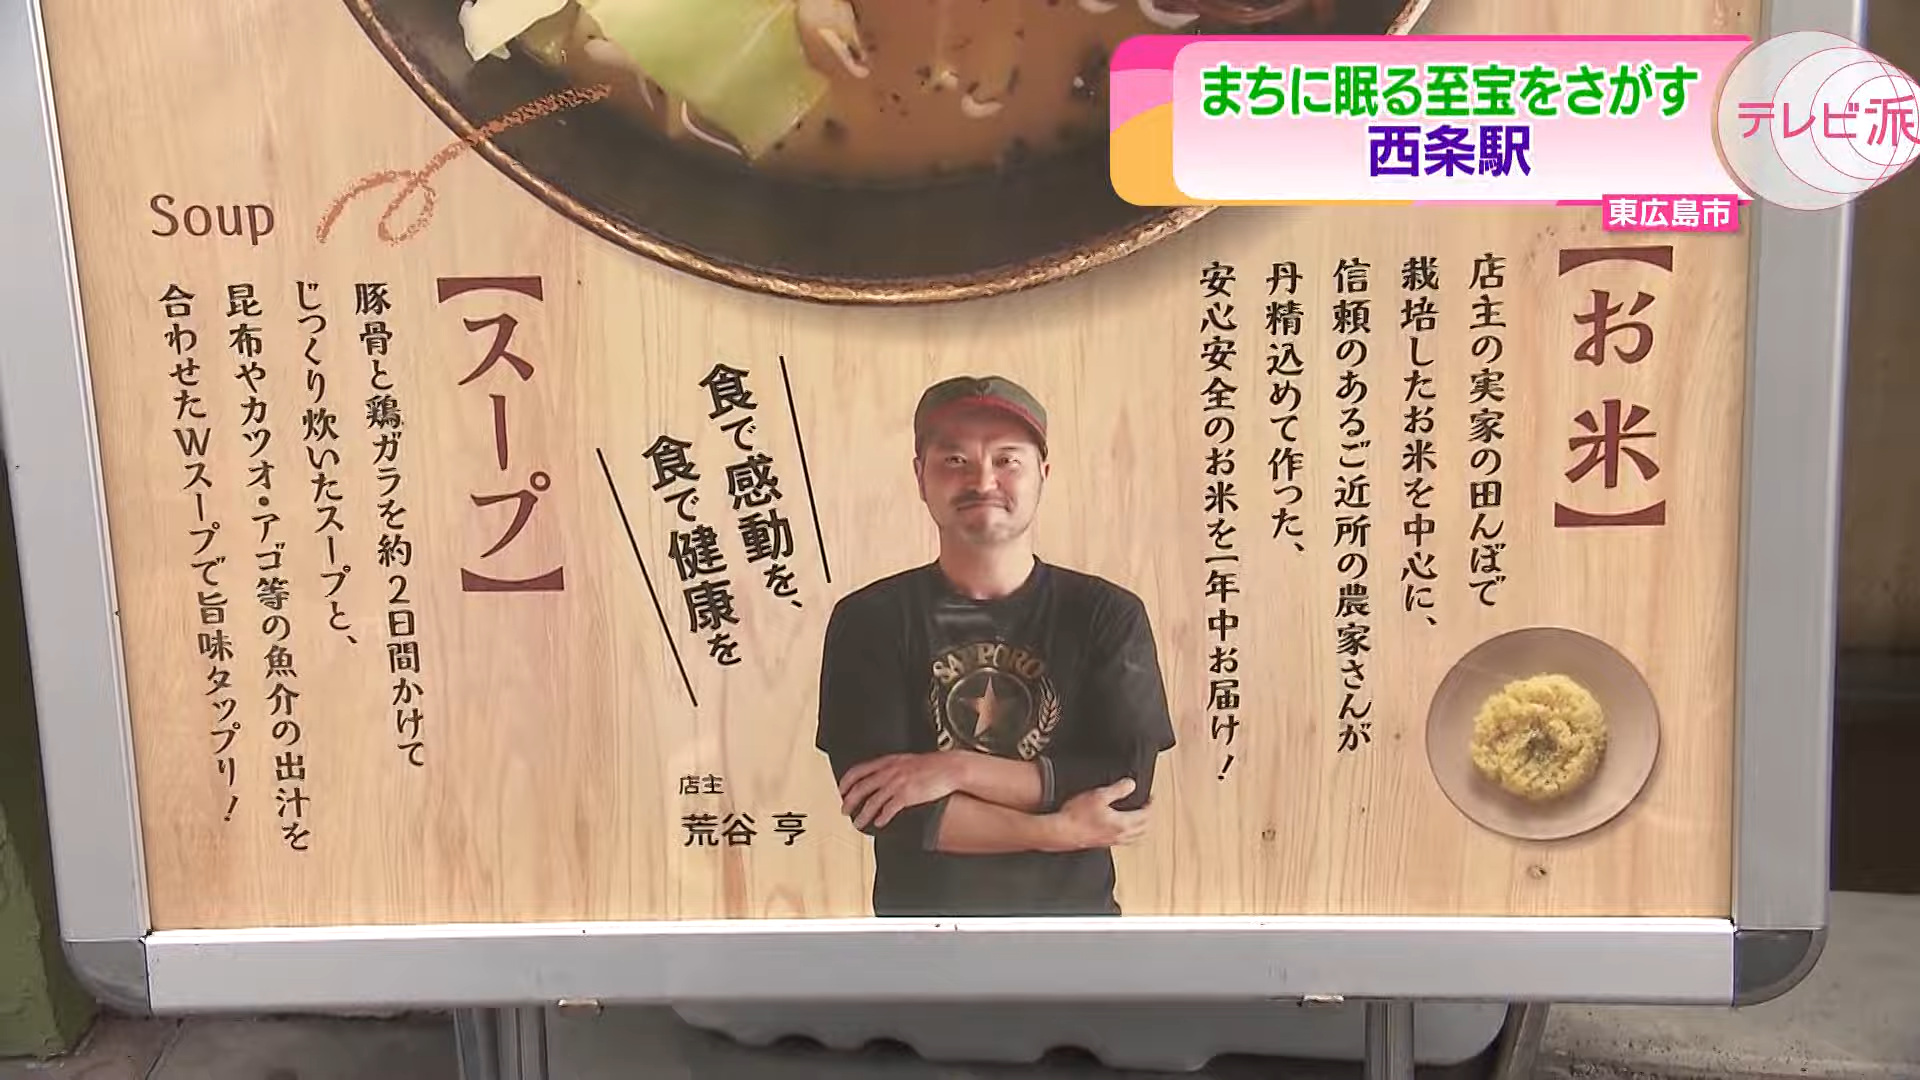 まちに眠る至宝をさがす
西条駅
テレビ派
東広島市
【お米】
店主の実家の田んぼで
栽培したお米を中心に、
信頼のあるご近所の農家さんが
丹精込めて作った、
安心安全のお米を一年中お届け！
食で感動を、
食で健康を
店主
荒谷 亨
SAPPORO
Soup
【スープ】
豚骨と鶏ガラを約2日間かけて
じっくり炊いたスープと、
昆布やカツオ・アゴ等の魚介の出汁を
合わせたWスープで旨味タップリ！